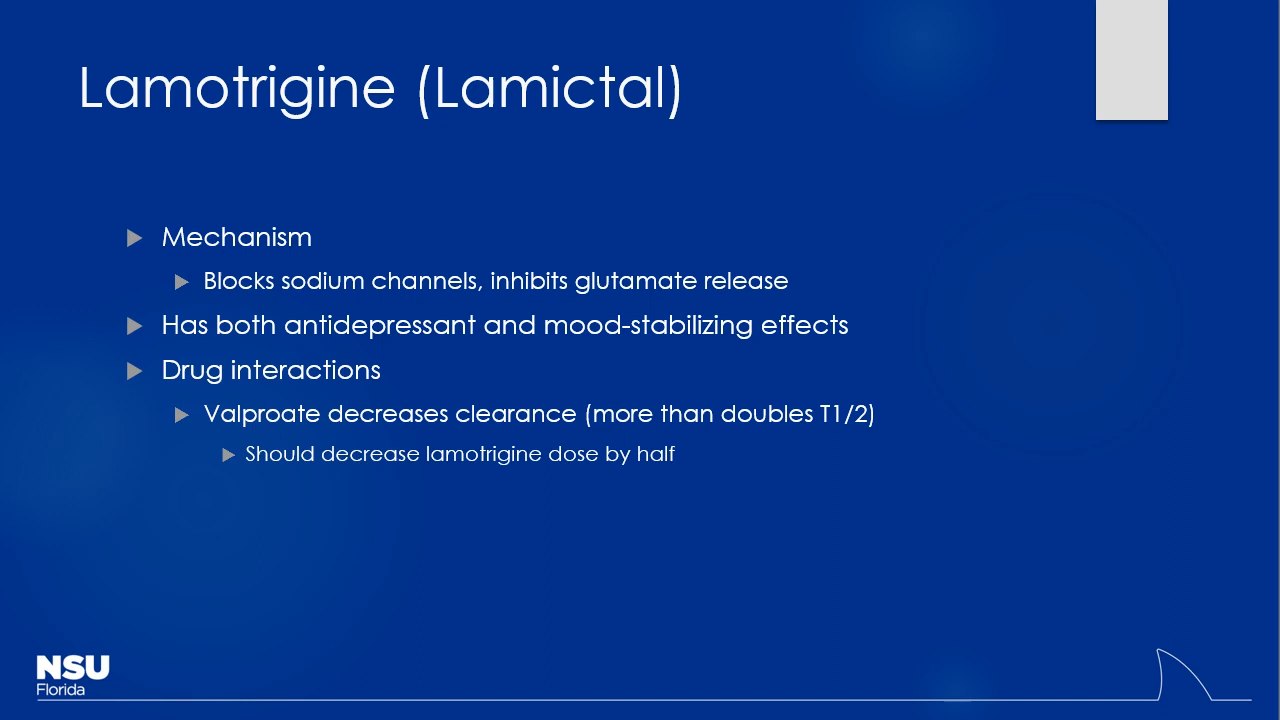 Lamotrigine (Lamictal)
Mechanism
Blocks sodium channels, inhibits glutamate release
Has both antidepressant and mood-stabilizing effects
Drug interactions
Valproate decreases clearance (more than doubles T1/2)
Should decrease lamotrigine dose by half
NSU
Florida